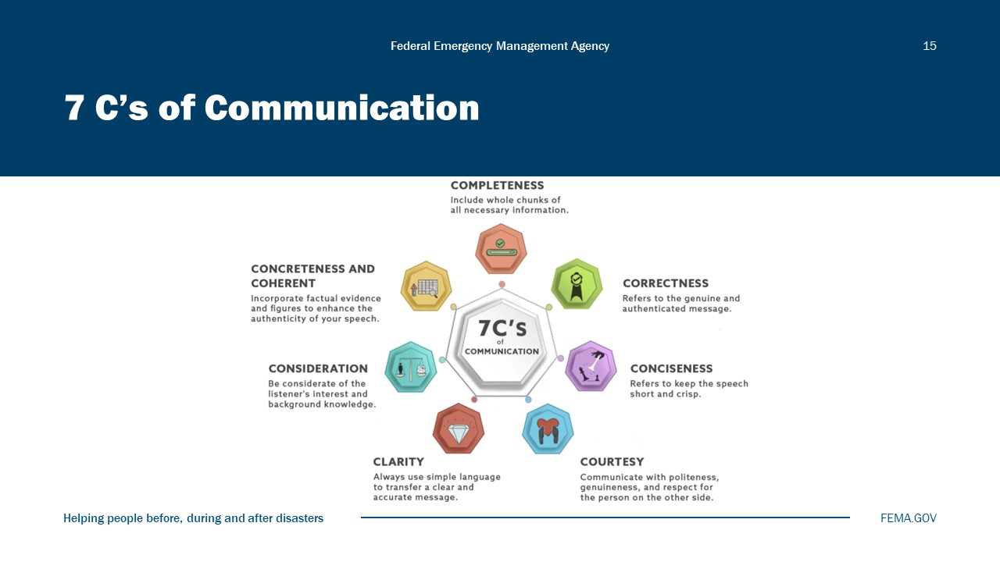 Federal Emergency Management Agency
15
7 C’s of Communication
COMPLETENESS
Include whole chunks of
all necessary information.
CONCRETENESS AND
COHERENT
Incorporate factual evidence
and figures to enhance the
authenticity of your speech.
CORRECTNESS
Refers to the genuine and
authenticated message.
7C’S
of
COMMUNICATION
CONSIDERATION
Be considerate of the
listener's interest and
background knowledge.
CONCISENESS
Refers to keep the speech
short and crisp.
CLARITY
Always use simple language
to transfer a clear and
accurate message.
COURTESY
Communicate with politeness,
genuineness, and respect for
the person on the other side.
Helping people before, during and after disasters
FEMA.GOV